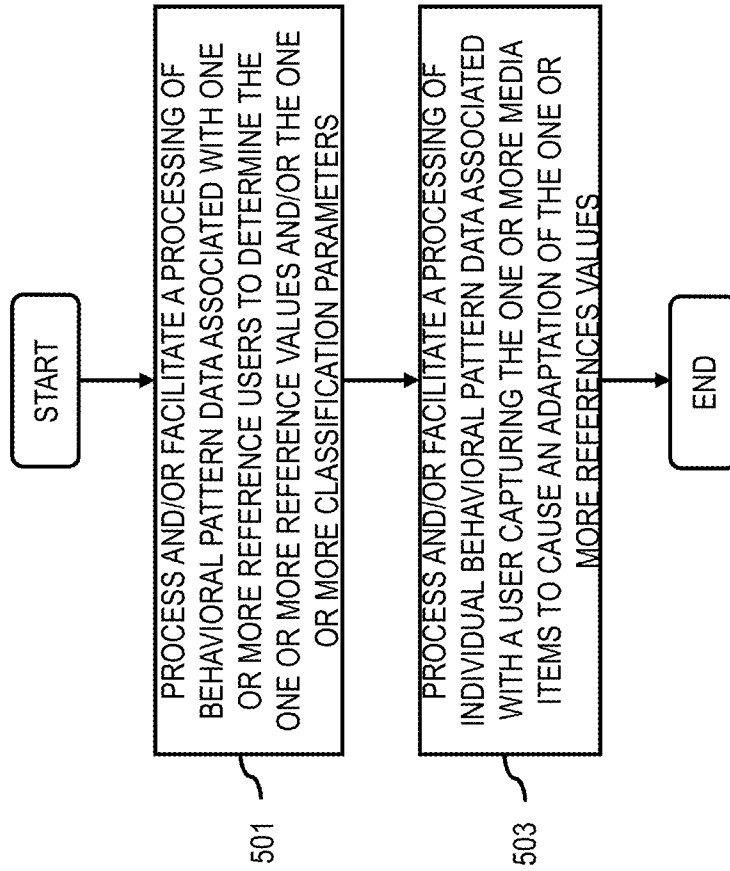 START
PROCESS AND/OR FACILITATE A PROCESSING OF
BEHAVIORAL PATTERN DATA ASSOCIATED WITH ONE
OR MORE REFERENCE USERS TO DETERMINE THE
ONE OR MORE REFERENCE VALUES AND/OR THE ONE
OR MORE CLASSIFICATION PARAMETERS
501
PROCESS AND/OR FACILITATE A PROCESSING OF
INDIVIDUAL BEHAVIORAL PATTERN DATA ASSOCIATED
WITH A USER CAPTURING THE ONE OR MORE MEDIA
ITEMS TO CAUSE AN ADAPTATION OF THE ONE OR
MORE REFERENCES VALUES
503
END